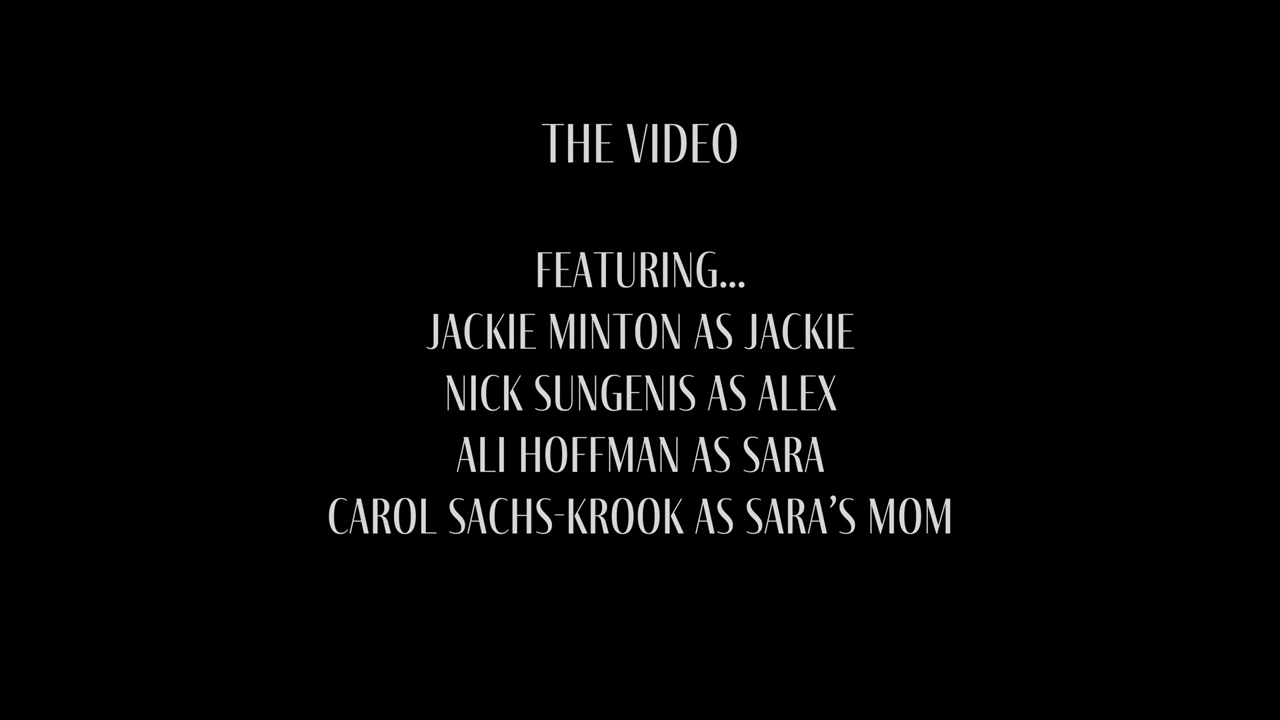 THE VIDEO
FEATURING...
JACKIE MINTON AS JACKIE
NICK SUNGENIS AS ALEX
ALI HOFFMAN AS SARA
CAROL SACHS-KROOK AS SARA’S MOM